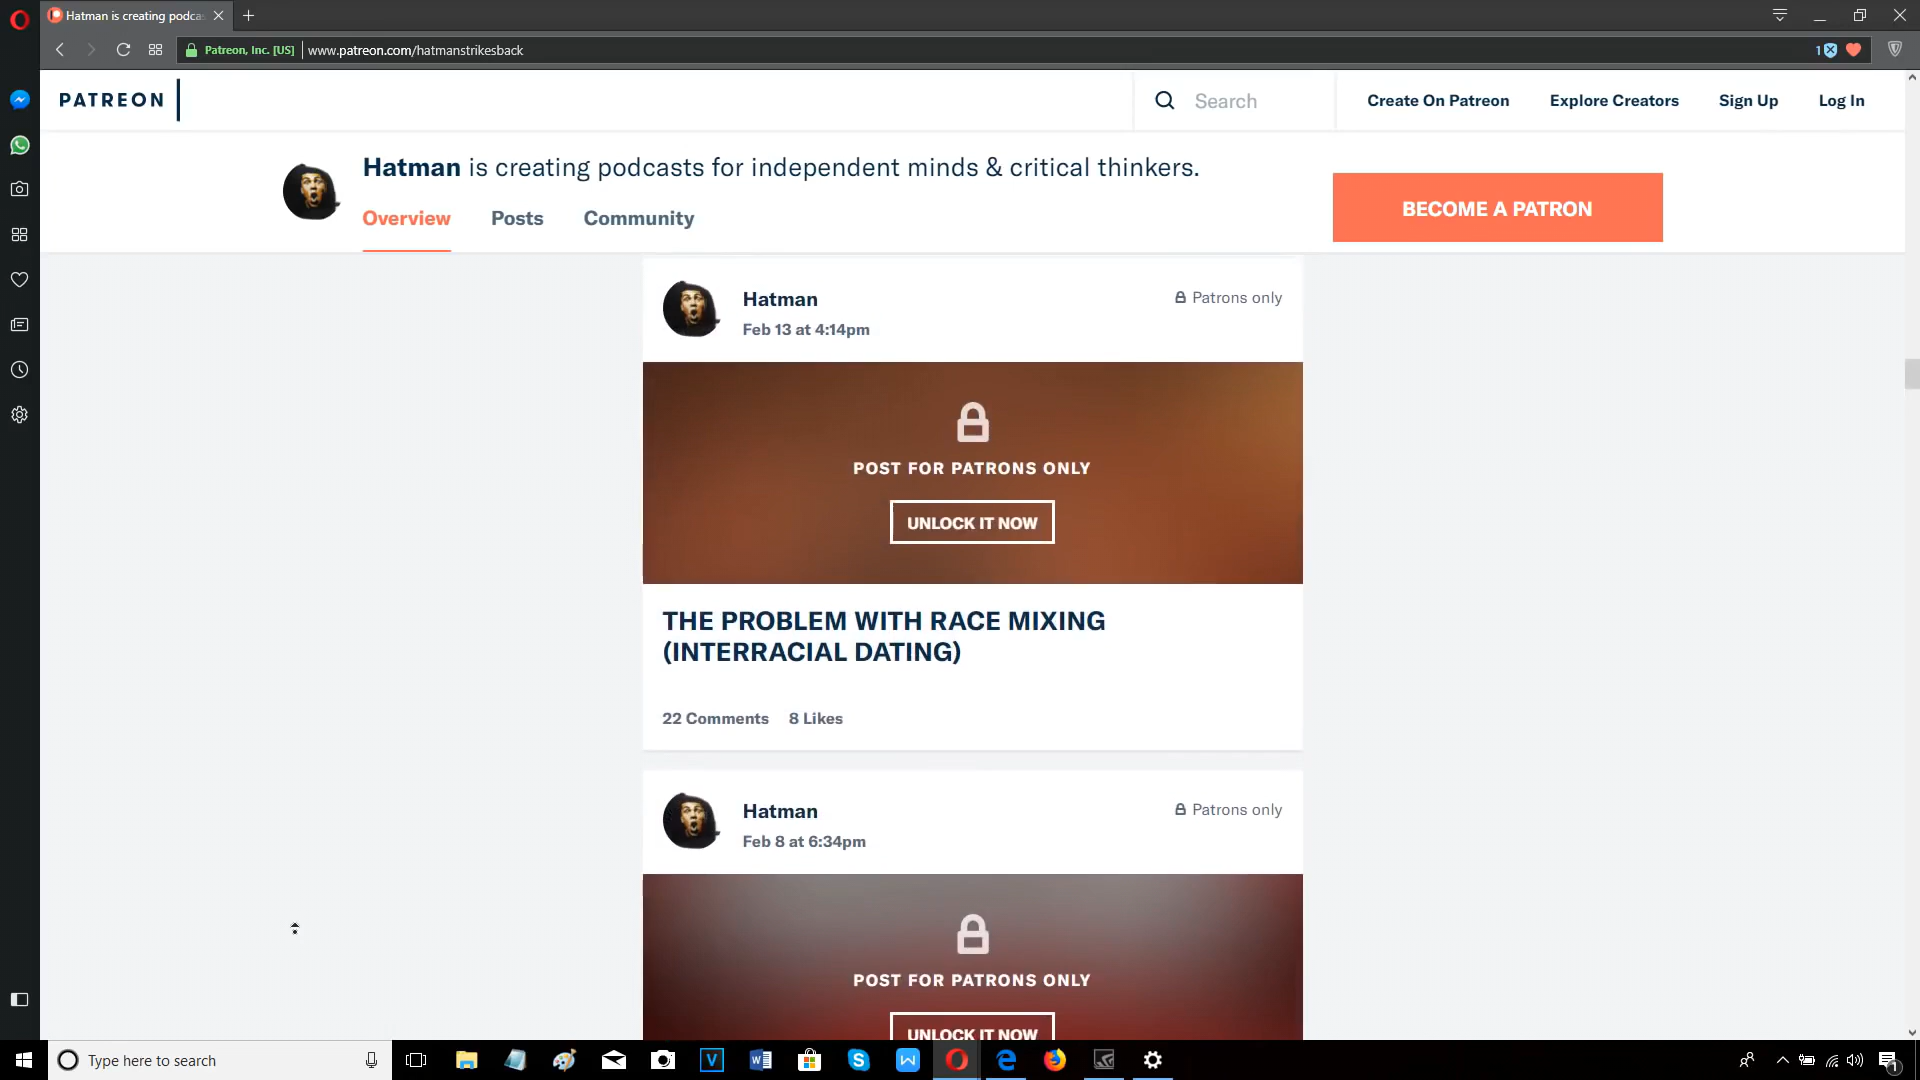 Hatman is creating podca
Patreon, Inc. [US]
www.patreon.com/hatmanstrikesback
1
PATREON
Search
Create On Patreon
Explore Creators
Sign Up
Log In
Hatman is creating podcasts for independent minds & critical thinkers.
Overview
Posts
Community
BECOME A PATRON
Hatman
Patrons only
Feb 13 at 4:14pm
POST FOR PATRONS ONLY
UNLOCK IT NOW
THE PROBLEM WITH RACE MIXING
(INTERRACIAL DATING)
22 Comments 8 Likes
Hatman
Patrons only
Feb 8 at 6:34pm
POST FOR PATRONS ONLY
UNLOCK IT NOW
Type here to search
V
W
S
W
1